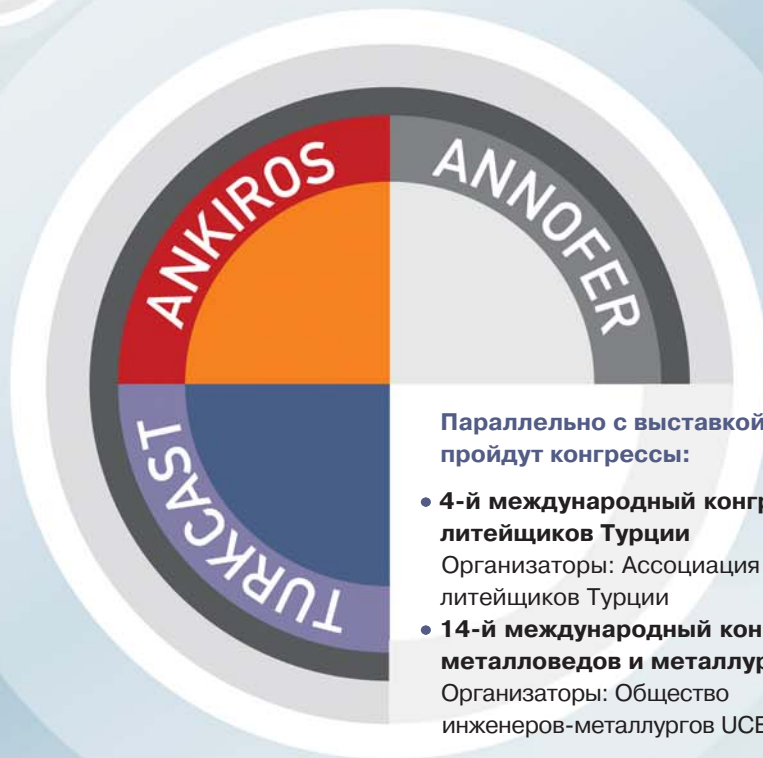 ANKIROS
ANNOFER
TURKCAST
Параллельно с выставкой
пройдут конгрессы:
• 4-й международный
литейщиков Турции
Организаторы: Ассоциация
литейщиков Турции
• 14-й международный
металловедов и
Организаторы: Общество
инженеров-металлургов